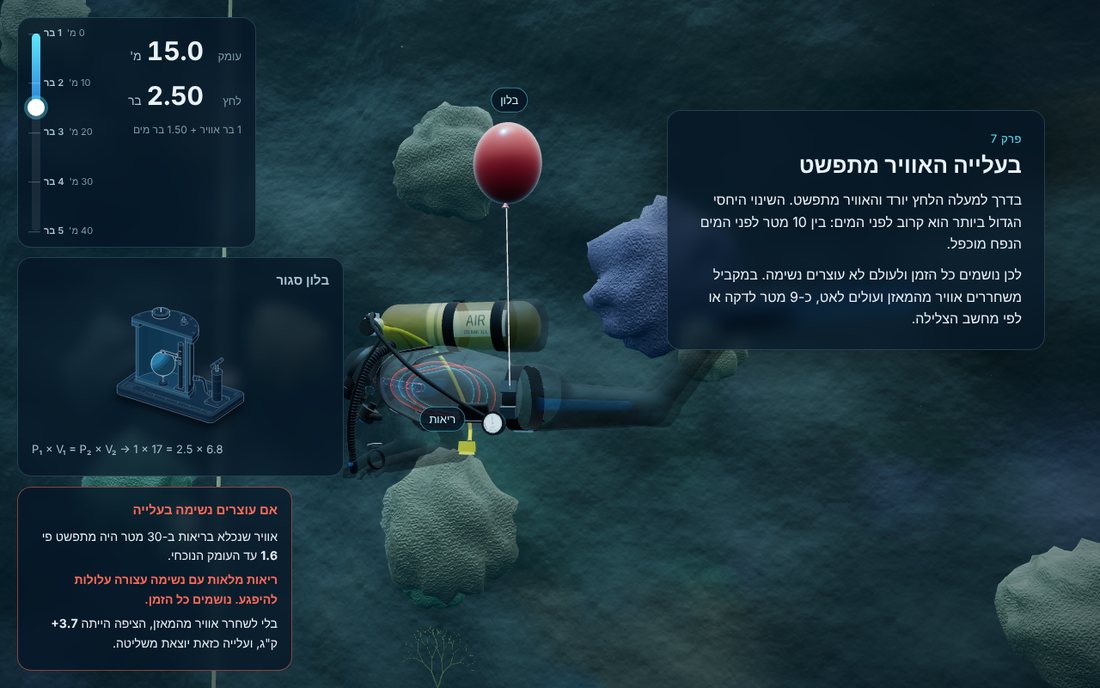 0 מ' 1 בר
10 מ' 2 בר
20 מ' 3 בר
30 מ' 4 בר
40 מ' 5 בר
עומק 15.0 מ'
לחץ 2.50 בר
1 בר אוויר + 1.50 בר מים
בלון
פרק 7
בעלייה האוויר מתפשט
בדרך למעלה הלחץ יורד והאוויר מתפשט. השינוי היחסי
הגדול ביותר הוא קרוב לפני המים: בין 10 מטר לפני המים
הנפח מוכפל.
לכן נושמים כל הזמן ולעולם לא עוצרים נשימה. במקביל
משחררים אוויר מהמאזן ועולים לאט, כ-9 מטר לדקה או
לפי מחשב הצלילה.
בלון סגור
P₁ × V₁ = P₂ × V₂ → 1 × 17 = 2.5 × 6.8
AIR
ריאות
אם עוצרים נשימה בעלייה
אוויר שנכלא בריאות ב-30 מטר היה מתפשט פי
1.6 עד העומק הנוכחי.
ריאות מלאות עם נשימה עצורה עלולות
להיפגע. נושמים כל הזמן.
בלי לשחרר אוויר מהמאזן, הציפה הייתה +3.7
ק"ג, ועלייה כזאת יוצאת משליטה.